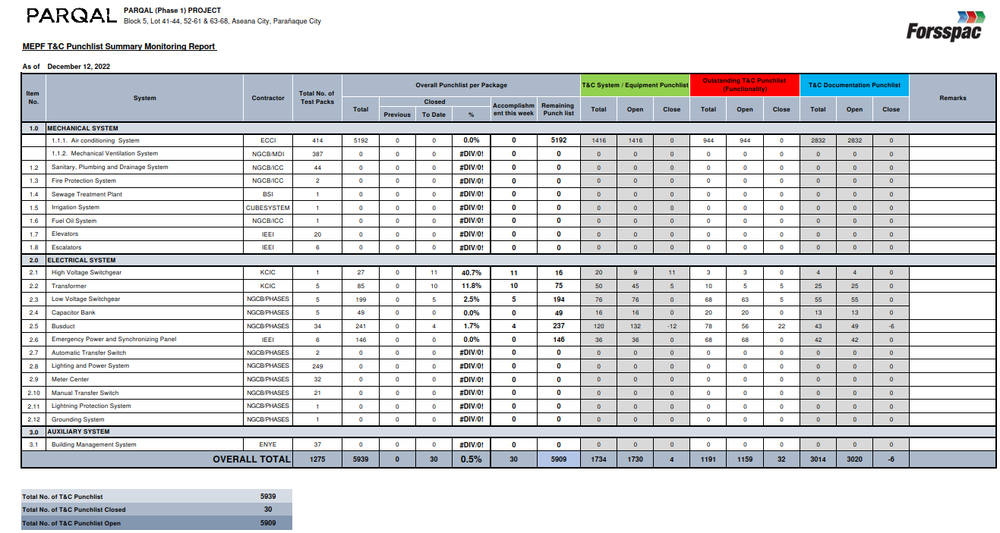 PARQAL
PARQAL (Phase 1) PROJECT
Block 5, Lot 41-44, 52-61 & 63-68, Aseana City, Parañaque City
Forsspac
MEPF T&C Punchlist Summary Monitoring Report
As of December 12, 2022
Item No. System Contractor Total No. of Test Packs Overall Punchlist per Package T&C System / Equipment Punchlist Outstanding T&C Punchlist (Functionality) T&C Documentation Punchlist Remarks
Total Closed Accomplishm ent this week Remaining Punch list Total Open Close Total Open Close Total Open Close
Previous To Date %
1.0 MECHANICAL SYSTEM
1.1.1. Air conditioning System ECCI 414 5192 0 0 0.0% 0 5192 1416 1416 0 944 944 0 2832 2832 0
1.1.2. Mechanical Ventilation System NGCB/MDI 387 0 0 0 #DIV/0! 0 0 0 0 0 0 0 0 0 0 0
1.2 Sanitary, Plumbing and Drainage System NGCB/ICC 44 0 0 0 #DIV/0! 0 0 0 0 0 0 0 0 0 0 0
1.3 Fire Protection System NGCB/ICC 2 0 0 0 #DIV/0! 0 0 0 0 0 0 0 0 0 0 0
1.4 Sewage Treatment Plant BSI 1 0 0 0 #DIV/0! 0 0 0 0 0 0 0 0 0 0 0
1.5 Irrigation System CUBESYSTEM 1 0 0 0 #DIV/0! 0 0 0 0 0 0 0 0 0 0 0
1.6 Fuel Oil System NGCB/ICC 1 0 0 0 #DIV/0! 0 0 0 0 0 0 0 0 0 0 0
1.7 Elevators IEEI 20 0 0 0 #DIV/0! 0 0 0 0 0 0 0 0 0 0 0
1.8 Escalators IEEI 6 0 0 0 #DIV/0! 0 0 0 0 0 0 0 0 0 0 0
2.0 ELECTRICAL SYSTEM
2.1 High Voltage Switchgear KCIC 1 27 0 11 40.7% 11 16 20 9 11 3 3 0 4 4 0
2.2 Transformer KCIC 5 85 0 10 11.8% 10 75 50 45 5 10 5 5 25 25 0
2.3 Low Voltage Switchgear NGCB/PHASES 5 199 0 5 2.5% 5 194 76 76 0 68 63 5 55 55 0
2.4 Capacitor Bank NGCB/PHASES 5 49 0 0 0.0% 0 49 16 16 0 20 20 0 13 13 0
2.5 Busduct NGCB/PHASES 34 241 0 4 1.7% 4 237 120 132 -12 78 56 22 43 49 -6
2.6 Emergency Power and Synchronizing Panel IEEI 6 146 0 0 0.0% 0 146 36 36 0 68 68 0 42 42 0
2.7 Automatic Transfer Switch NGCB/PHASES 2 0 0 0 #DIV/0! 0 0 0 0 0 0 0 0 0 0 0
2.8 Lighting and Power System NGCB/PHASES 249 0 0 0 #DIV/0! 0 0 0 0 0 0 0 0 0 0 0
2.9 Meter Center NGCB/PHASES 32 0 0 0 #DIV/0! 0 0 0 0 0 0 0 0 0 0 0
2.10 Manual Transfer Switch NGCB/PHASES 21 0 0 0 #DIV/0! 0 0 0 0 0 0 0 0 0 0 0
2.11 Lightning Protection System NGCB/PHASES 1 0 0 0 #DIV/0! 0 0 0 0 0 0 0 0 0 0 0
2.12 Grounding System NGCB/PHASES 1 0 0 0 #DIV/0! 0 0 0 0 0 0 0 0 0 0 0
3.0 AUXILIARY SYSTEM
3.1 Building Management System ENYE 37 0 0 0 #DIV/0! 0 0 0 0 0 0 0 0 0 0 0
OVERALL TOTAL 1275 5939 0 30 0.5% 30 5909 1734 1730 4 1191 1159 32 3014 3020 -6
Total No. of T&C Punchlist 5939
Total No. of T&C Punchlist Closed 30
Total No. of T&C Punchlist Open 5909